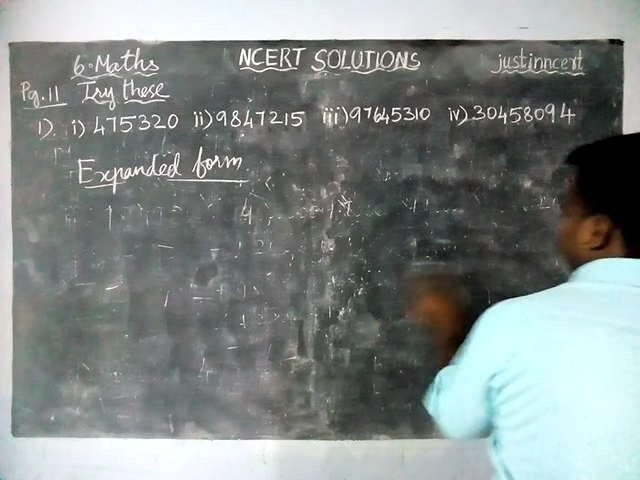 6. Maths NCERT SOLUTIONS justinncert
Pg. 11 Try these
1). i) 475320 ii) 9847215 iii) 97645310 iv) 30458094
Expanded form